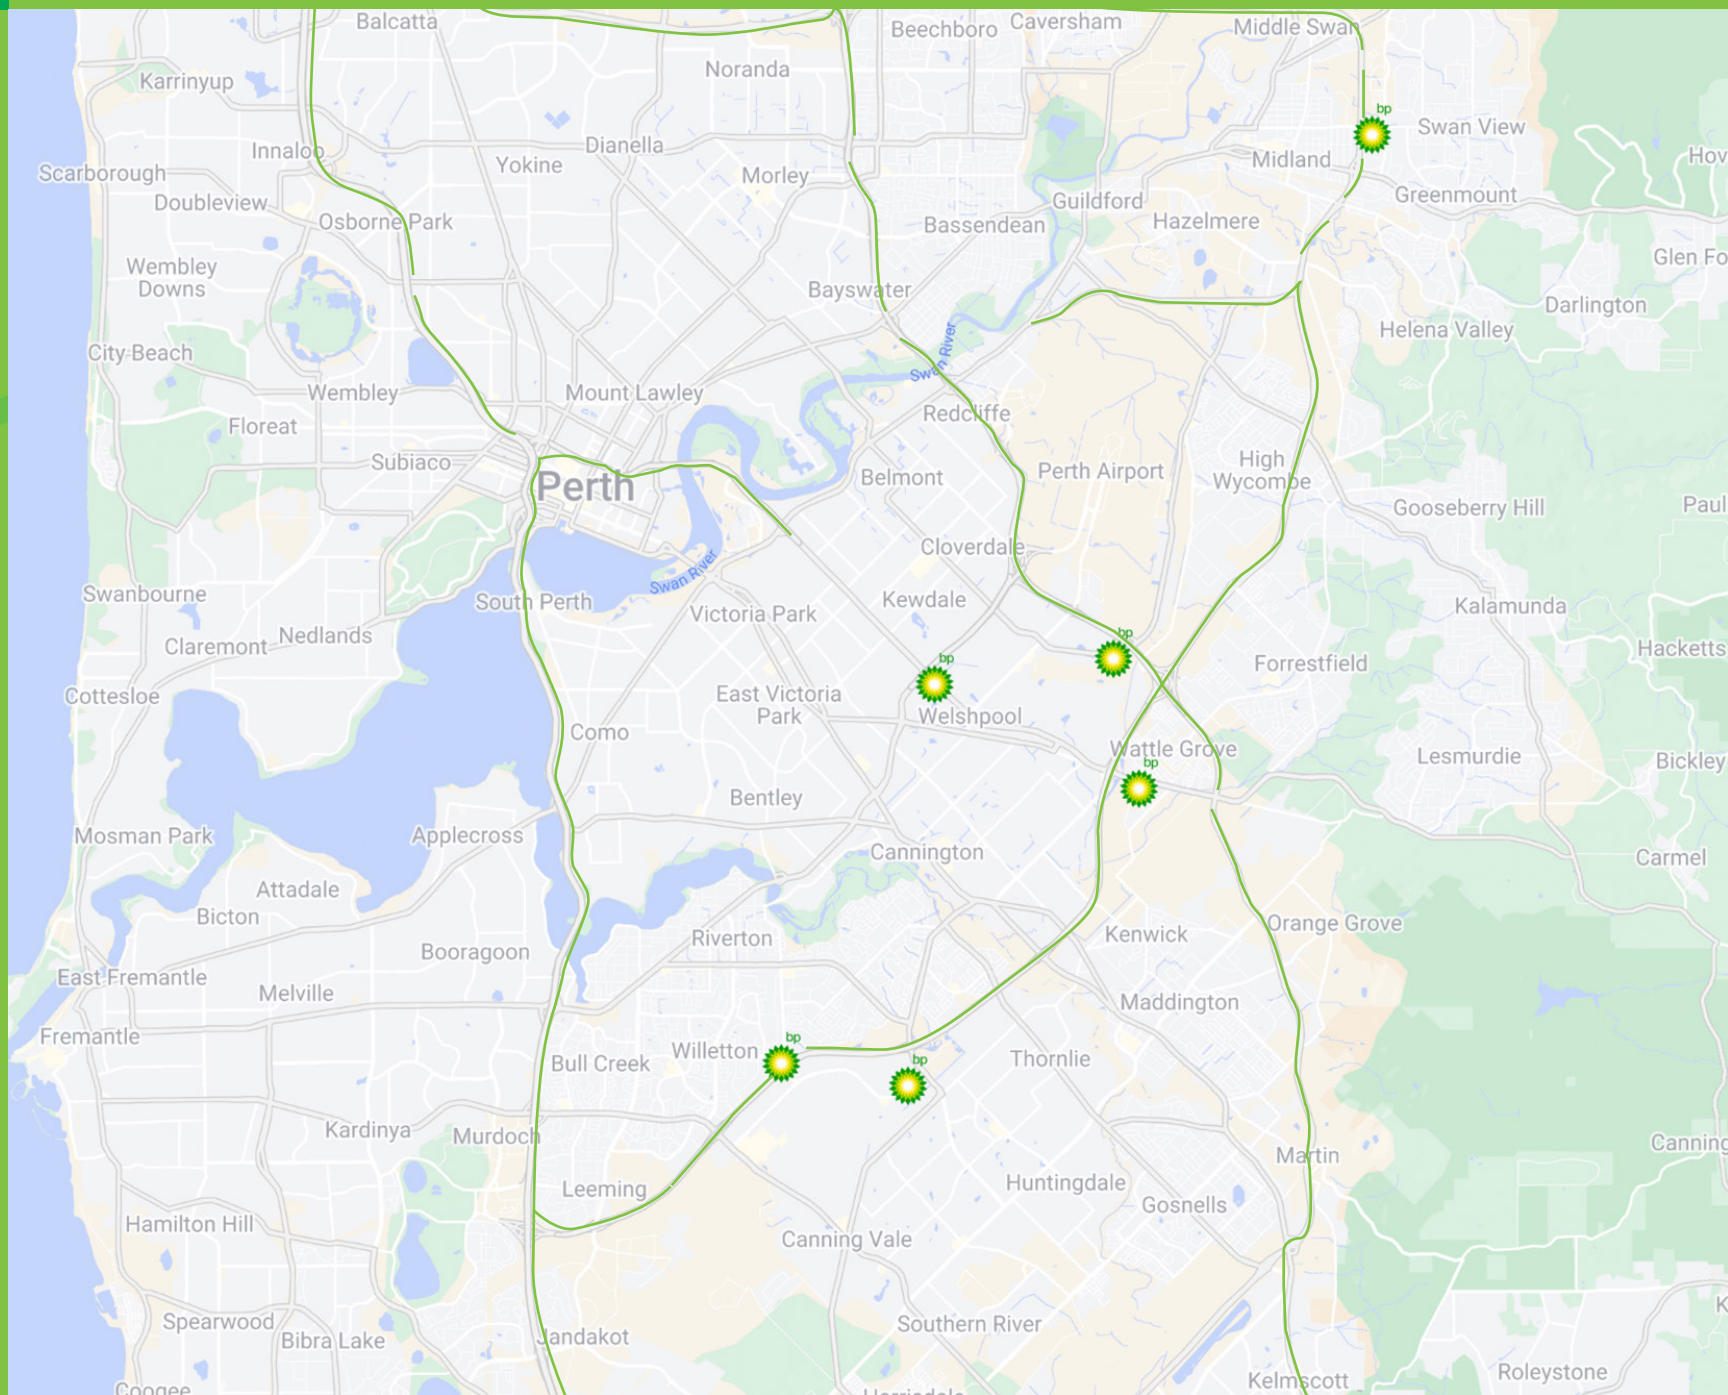 Balcatta
Beechboro
Caversham
Middle Swan
Noranda
Karrinyup
bp
Swan View
Innaloo
Dianella
Yokine
Midland
Hov
Scarborough
Morley
Greenmount
Doubleview
Guildford
Osborne Park
Bassendean
Hazelmere
Glen Fo
Wembley
Downs
Bayswater
Darlington
Helena Valley
City Beach
Swan River
Wembley
Mount Lawley
Redcliffe
Floreat
Subiaco
Perth
Belmont
Perth Airport
High
Wycombe
Gooseberry Hill
Paul
Cloverdale
Swan River
Swanbourne
South Perth
Victoria Park
Kewdale
Kalamunda
Claremont
Nedlands
bp
Hacketts
bp
Forrestfield
Cottesloe
East Victoria
Park
Welshpool
Como
Wattle Grove
bp
Lesmurdie
Bickley
Bentley
Mosman Park
Applecross
Cannington
Carmel
Attadale
Bicton
Orange Grove
Riverton
Kenwick
Booragoon
East Fremantle
Melville
Maddington
Fremantle
bp
Willetton
Bull Creek
bp
Thornlie
Kardinya
Murdoch
Canning
Martin
Leeming
Huntingdale
Gosnells
Hamilton Hill
Canning Vale
K
Spearwood
Bibra Lake
Jandakot
Southern River
Roleystone
Kelmscott
Coogee
Harrisdale